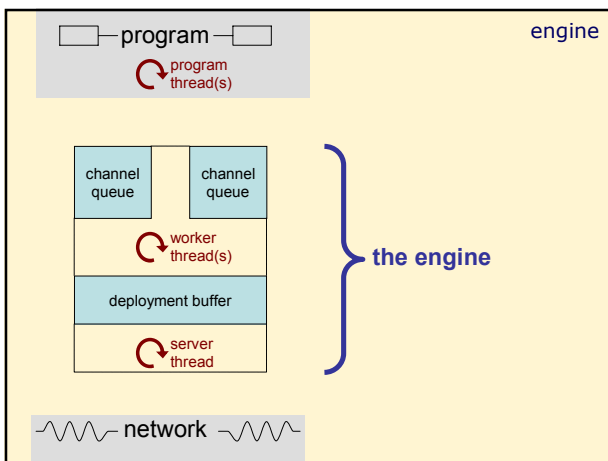 engine
program
program
thread(s)
channel
queue
channel
queue
worker
thread(s)
the engine
deployment buffer
server
thread
network